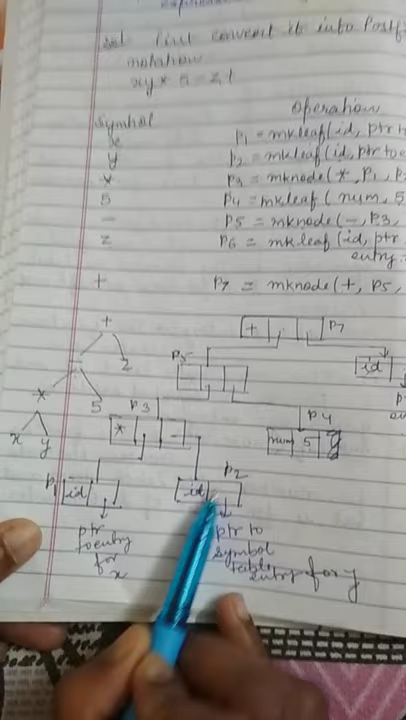 sol First convert it into Postf
notation
xy* 5 - z +
Symbol Operation
x P1 = mkleaf(id, ptr to
y P2 = mkleaf(id, ptr to e
* P3 = mknode(*, P1, P
5 P4 = mkleaf(num, 5
- P5 = mknode(-, P3,
z P6 = mkleaf(id, ptr
entry
+ P7 = mknode(+, P5,
+
+ P7
P5
- z
- id
* 5
P3
P4
x y
* num 5
P2
P id
id
ptr
to entry
for
x
ptr to
symbol
table
entry for y